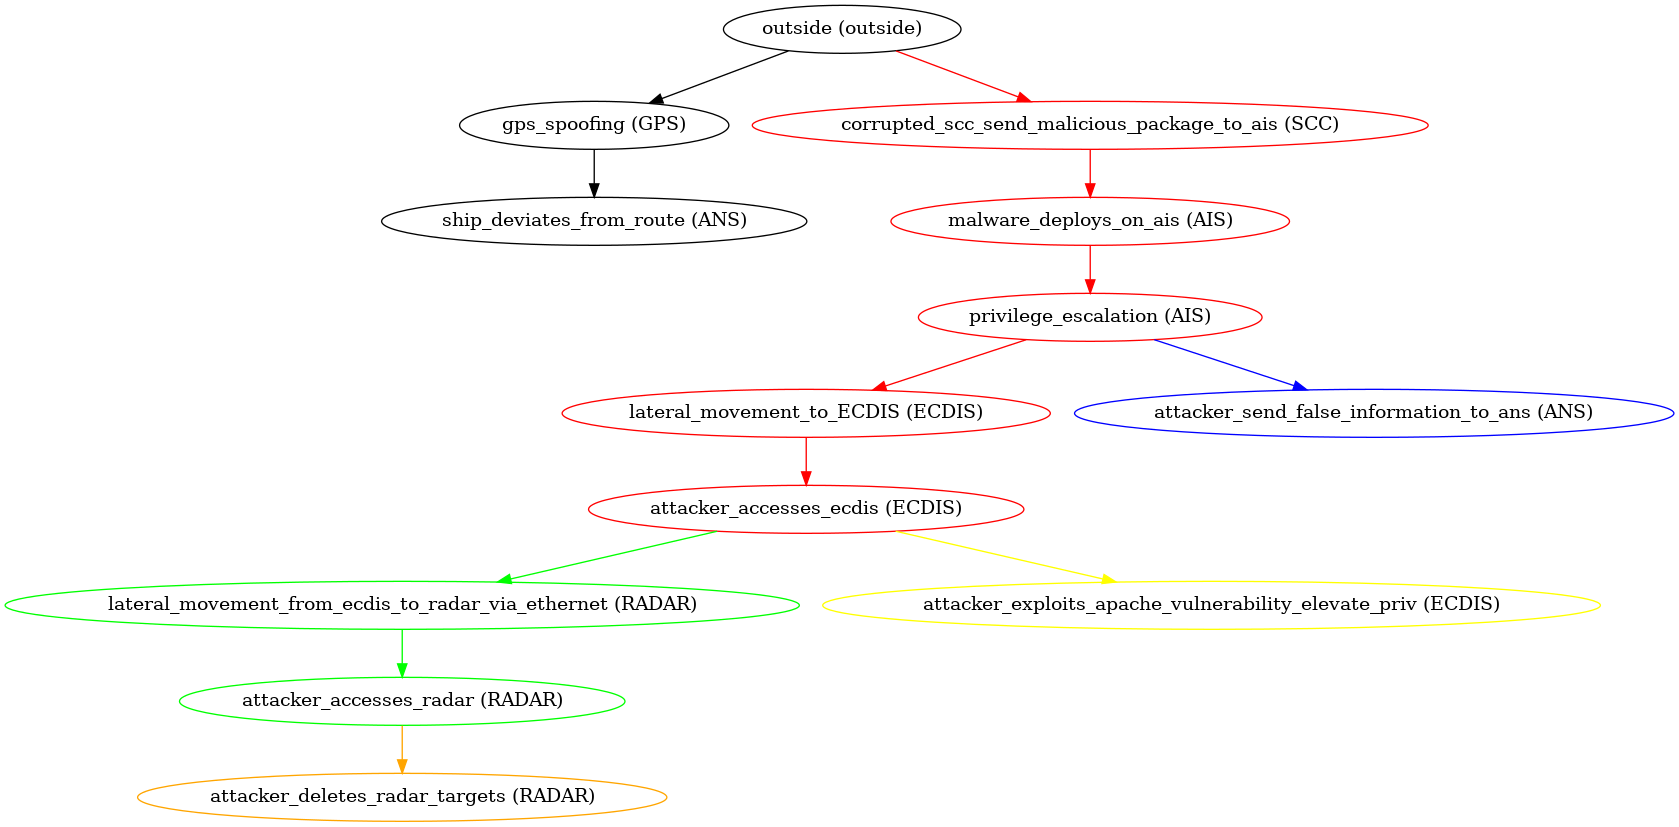 outside (outside)
gps_spoofing (GPS)
corrupted_scc_send_malicious_package_to_ais (SCC)
ship_deviates_from_route (ANS)
malware_deploys_on_ais (AIS)
privilege_escalation (AIS)
lateral_movement_to_ECDIS (ECDIS)
attacker_send_false_information_to_ans (ANS)
attacker_accesses_ecdis (ECDIS)
lateral_movement_from_ecdis_to_radar_via_ethernet (RADAR)
attacker_exploits_apache_vulnerability_elevate_priv (ECDIS)
attacker_accesses_radar (RADAR)
attacker_deletes_radar_targets (RADAR)